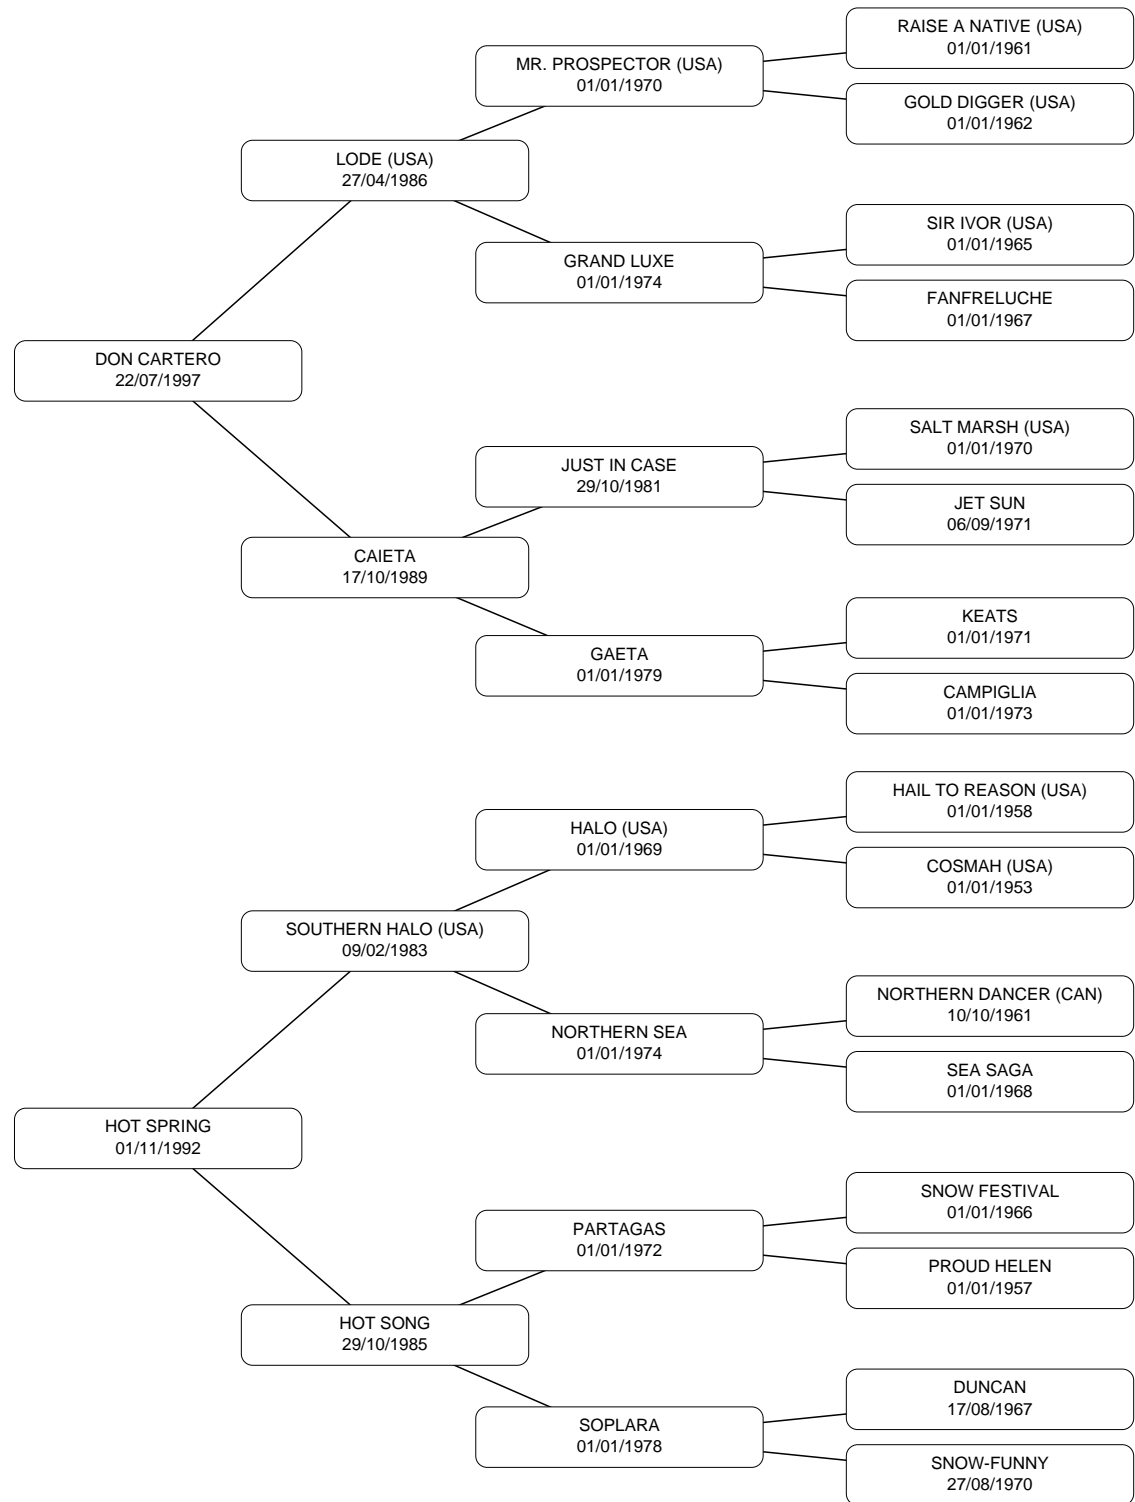 RAISE A NATIVE (USA)
01/01/1961
MR. PROSPECTOR (USA)
01/01/1970
GOLD DIGGER (USA)
01/01/1962
LODE (USA)
27/04/1986
SIR IVOR (USA)
01/01/1965
GRAND LUXE
01/01/1974
FANFRELUCHE
01/01/1967
DON CARTERO
22/07/1997
SALT MARSH (USA)
01/01/1970
JUST IN CASE
29/10/1981
JET SUN
06/09/1971
CAIETA
17/10/1989
KEATS
01/01/1971
GAETA
01/01/1979
CAMPIGLIA
01/01/1973
HAIL TO REASON (USA)
01/01/1958
HALO (USA)
01/01/1969
COSMAH (USA)
01/01/1953
SOUTHERN HALO (USA)
09/02/1983
NORTHERN DANCER (CAN)
10/10/1961
NORTHERN SEA
01/01/1974
SEA SAGA
01/01/1968
HOT SPRING
01/11/1992
SNOW FESTIVAL
01/01/1966
PARTAGAS
01/01/1972
PROUD HELEN
01/01/1957
HOT SONG
29/10/1985
DUNCAN
17/08/1967
SOPLARA
01/01/1978
SNOW-FUNNY
27/08/1970